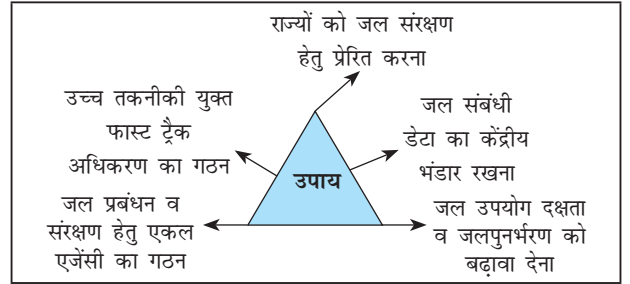 राज्यों को जल संरक्षण
हेतु प्रेरित करना
उच्च तकनीकी युक्त
फास्ट ट्रैक
अधिकरण का गठन
जल संबंधी
डेटा का केंद्रीय
भंडार रखना
उपाय
जल प्रबंधन व
संरक्षण हेतु एकल
एजेंसी का गठन
जल उपयोग दक्षता
व जलपुनर्भरण को
बढ़ावा देना